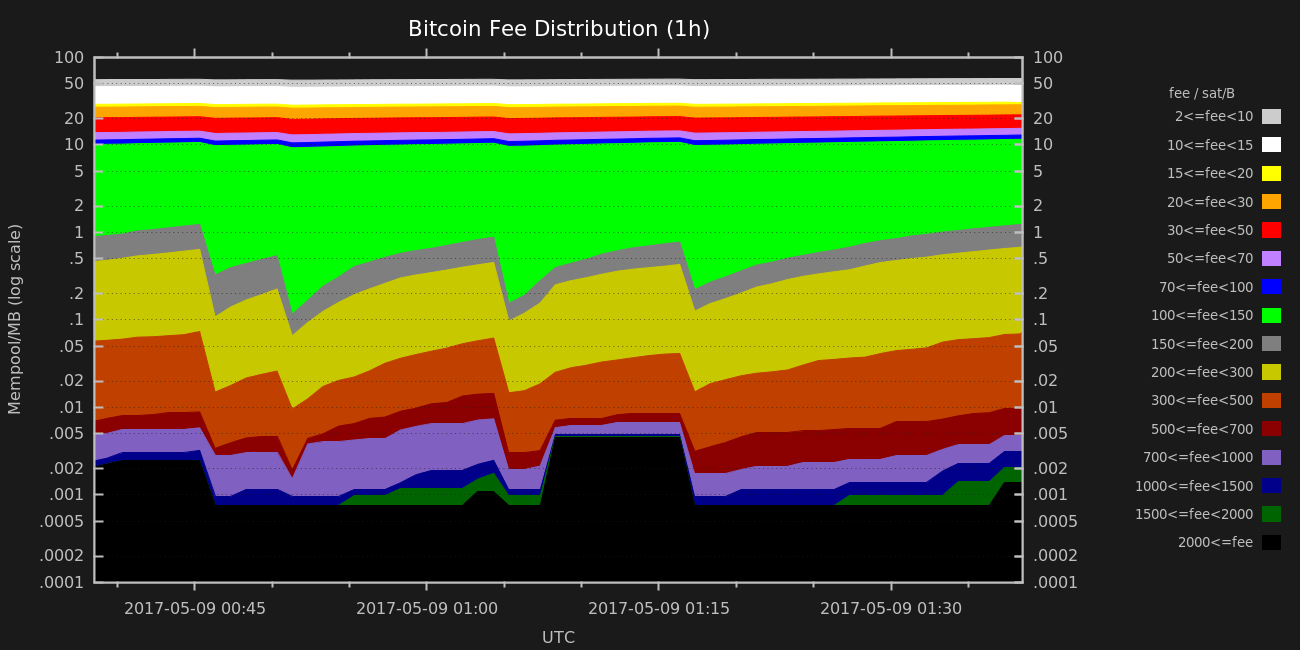 Bitcoin Fee Distribution (1h)
100
50
20
10
5
2
1
.5
.2
.1
.05
.02
.01
.005
.002
.001
.0005
.0002
.0001
Mempool/MB (log scale)
100
50
20
10
5
2
1
.5
.2
.1
.05
.02
.01
.005
.002
.001
.0005
.0002
.0001
fee / sat/B
2<=fee<10
10<=fee<15
15<=fee<20
20<=fee<30
30<=fee<50
50<=fee<70
70<=fee<100
100<=fee<150
150<=fee<200
200<=fee<300
300<=fee<500
500<=fee<700
700<=fee<1000
1000<=fee<1500
1500<=fee<2000
2000<=fee
2017-05-09 00:45 2017-05-09 01:00 2017-05-09 01:15 2017-05-09 01:30
UTC